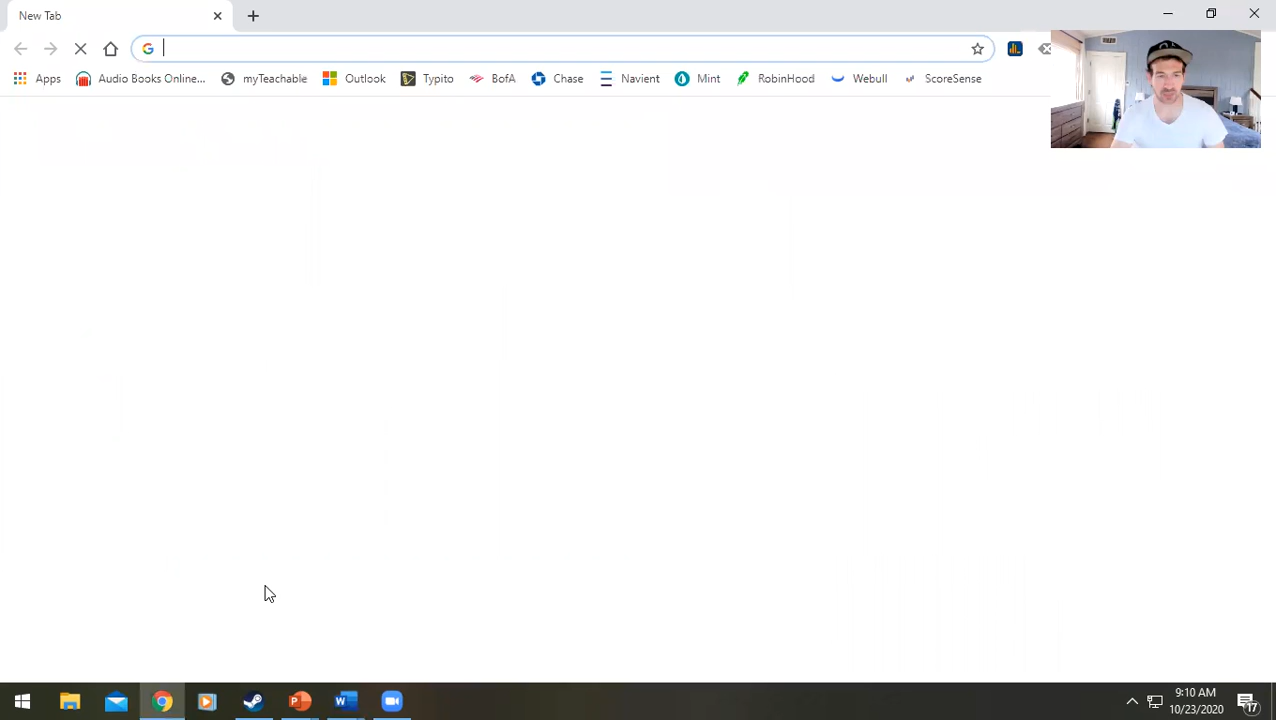 New Tab
Apps Audio Books Online... myTeachable Outlook Typito BofA Chase Navient Mint RobinHood Webull ScoreSense
9:10 AM
10/23/2020
17